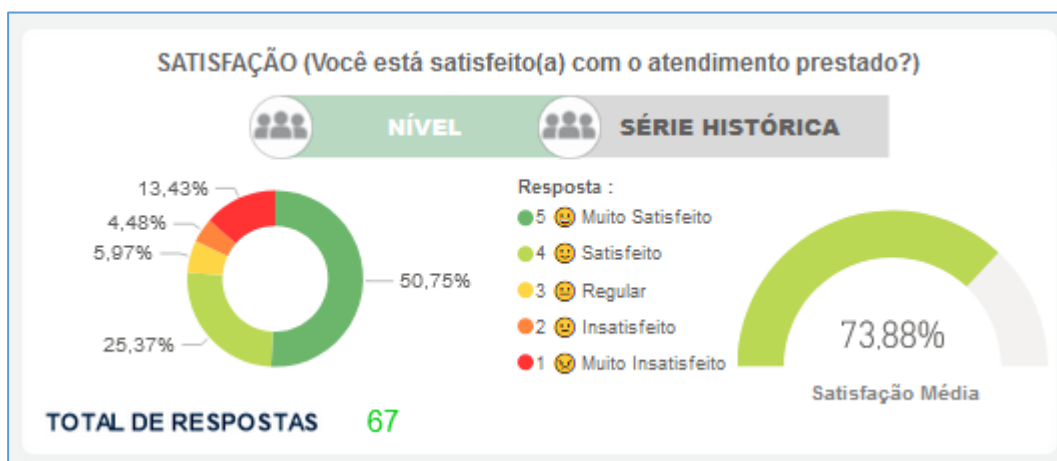 SATISFAÇÃO (Você está satisfeito(a) com o atendimento prestado?)
NÍVEL
SÉRIE HISTÓRICA
13,43%
4,48%
5,97%
25,37%
50,75%
Resposta :
5 Muito Satisfeito
4 Satisfeito
3 Regular
2 Insatisfeito
1 Muito Insatisfeito
73,88%
Satisfação Média
TOTAL DE RESPOSTAS 67